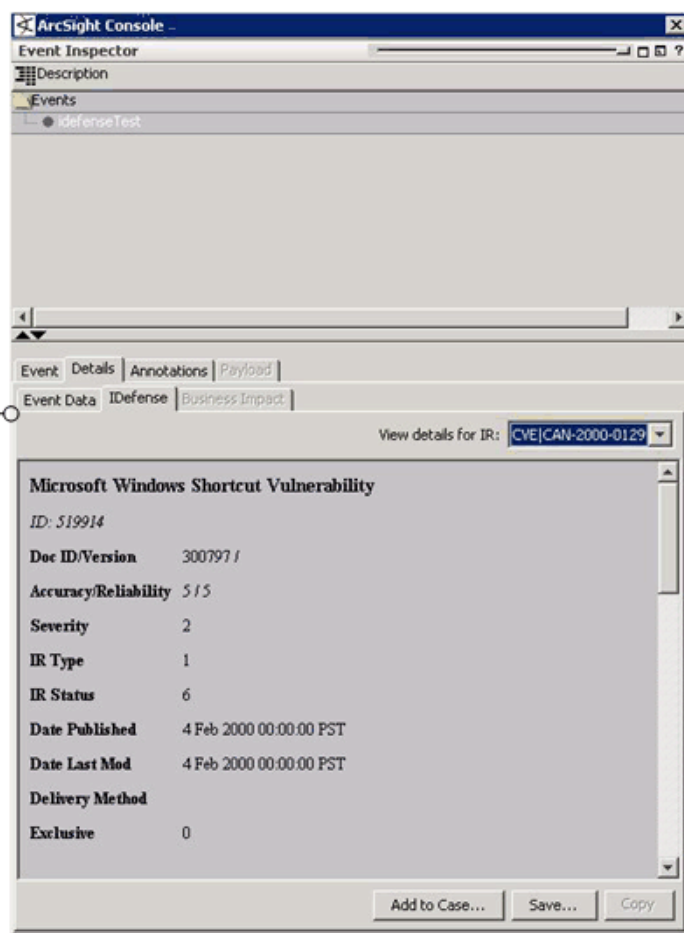 ArcSight Console -
Event Inspector
?
Description
Events
idefenseTest
Event Details Annotations Payload
Event Data IDefense Business Impact
View details for IR: CVE|CAN-2000-0129
Microsoft Windows Shortcut Vulnerability
ID: 519914
Doc ID/Version 300797 /
Accuracy/Reliability 5 / 5
Severity 2
IR Type 1
IR Status 6
Date Published 4 Feb 2000 00:00:00 PST
Date Last Mod 4 Feb 2000 00:00:00 PST
Delivery Method
Exclusive 0
Add to Case... Save... Copy